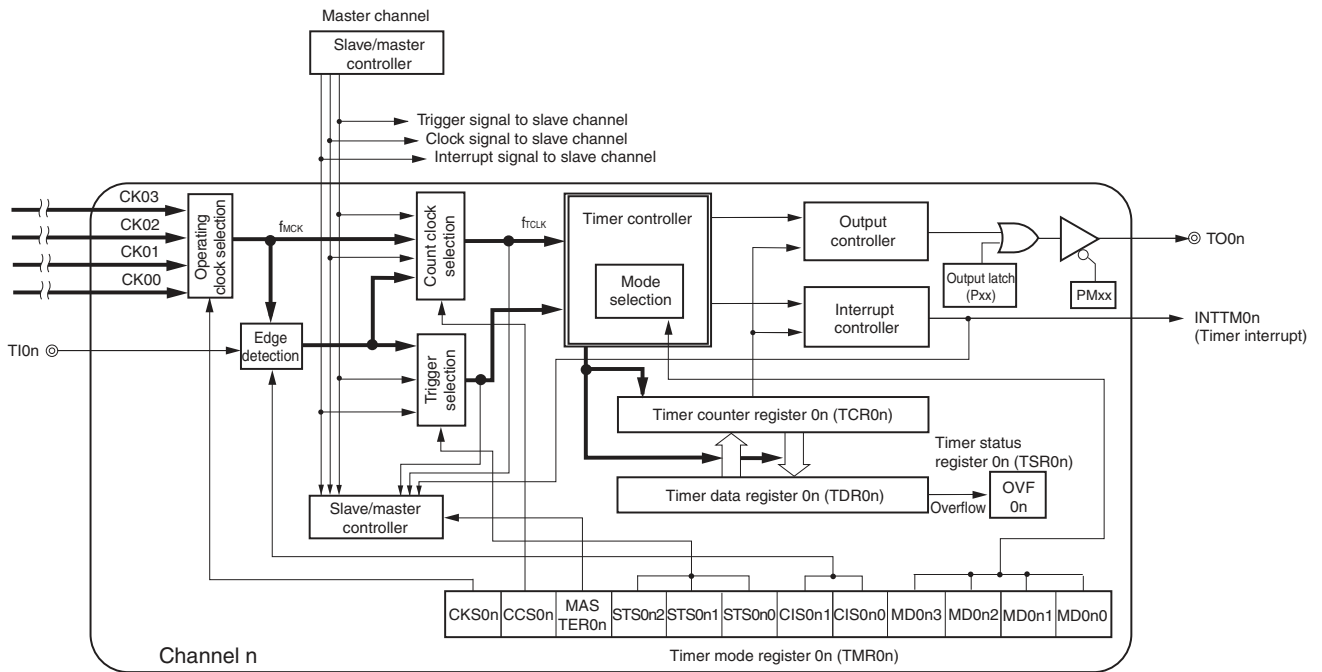 Master channel
Slave/master
controller
Trigger signal to slave channel
Clock signal to slave channel
Interrupt signal to slave channel
CK03
CK02
CK01
CK00
Operating
clock selection
fMCK
Count clock
selection
fTCLK
Timer controller
Mode
selection
Output
controller
Output latch
(Pxx)
PMxx
TO0n
Interrupt
controller
INTTM0n
(Timer interrupt)
TI0n
Edge
detection
Trigger
selection
Timer counter register 0n (TCR0n)
Timer status
register 0n (TSR0n)
Timer data register 0n (TDR0n)
Overflow
OVF
0n
Slave/master
controller
CKS0n
CCS0n
MAS
TER0n
STS0n2
STS0n1
STS0n0
CIS0n1
CIS0n0
MD0n3
MD0n2
MD0n1
MD0n0
Channel n
Timer mode register 0n (TMR0n)